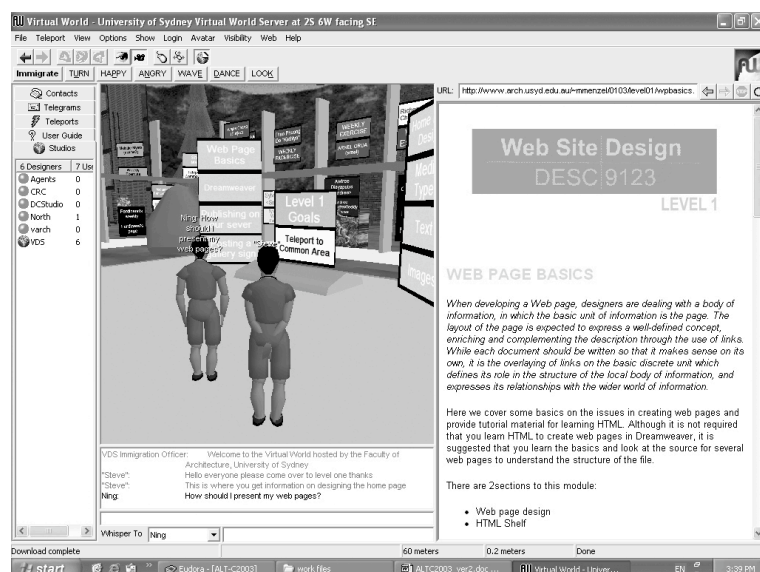 Virtual World - University of Sydney Virtual World Server at 2S 6W facing SE
File Teleport View Options Show Login Avatar Visibility Web Help
Immigrate TURN HAPPY ANGRY WAVE DANCE LOOK
Contacts
Telegrams
Teleports
User Guide
Studios
6 Designers 7 Us
Agents 0
CRC 0
DCStudio 0
North 1
varch 0
VDS 6
WEEKLY
EXERCISE
Web Page
Basics
Dreamweaver
Publishing on
Level 1
Goals
Teleport to
Common Area
Home
Text
Images
Ning: How
should I
present my
web pages?
"Steve"
VDS Immigration Officer: Welcome to the Virtual World hosted by the Faculty of
Architecture, University of Sydney
"Steve": Hello everyone please come over to level one thanks
"Steve": This is where you get information on designing the home page
Ning: How should I present my web pages?
Whisper To Ning
URL: http://www.arch.usyd.edu.au/~mmenzel/0103/level01/wpbasics.
Web Site Design
DESC 9123
LEVEL 1
WEB PAGE BASICS
When developing a Web page, designers are dealing with a body of
information, in which the basic unit of information is the page. The
layout of the page is expected to express a well-defined concept,
enriching and complementing the description through the use of links.
While each document should be written so that it makes sense on its
own, it is the overlaying of links on the basic discrete unit which
defines its role in the structure of the local body of information, and
expresses its relationships with the wider world of information.
Here we cover some basics on the issues in creating web pages and
provide tutorial material for learning HTML. Although it is not required
that you learn HTML to create web pages in Dreamweaver, it is
suggested that you learn the basics and look at the source for several
web pages to understand the structure of the file.
There are 2sections to this module:
Web page design
HTML Shelf
Download complete 60 meters 0.2 meters Done
start Eudora - [ALT-C2003] work files ALTC2003_ver2.doc ... Virtual World - Univer... EN 3:39 PM